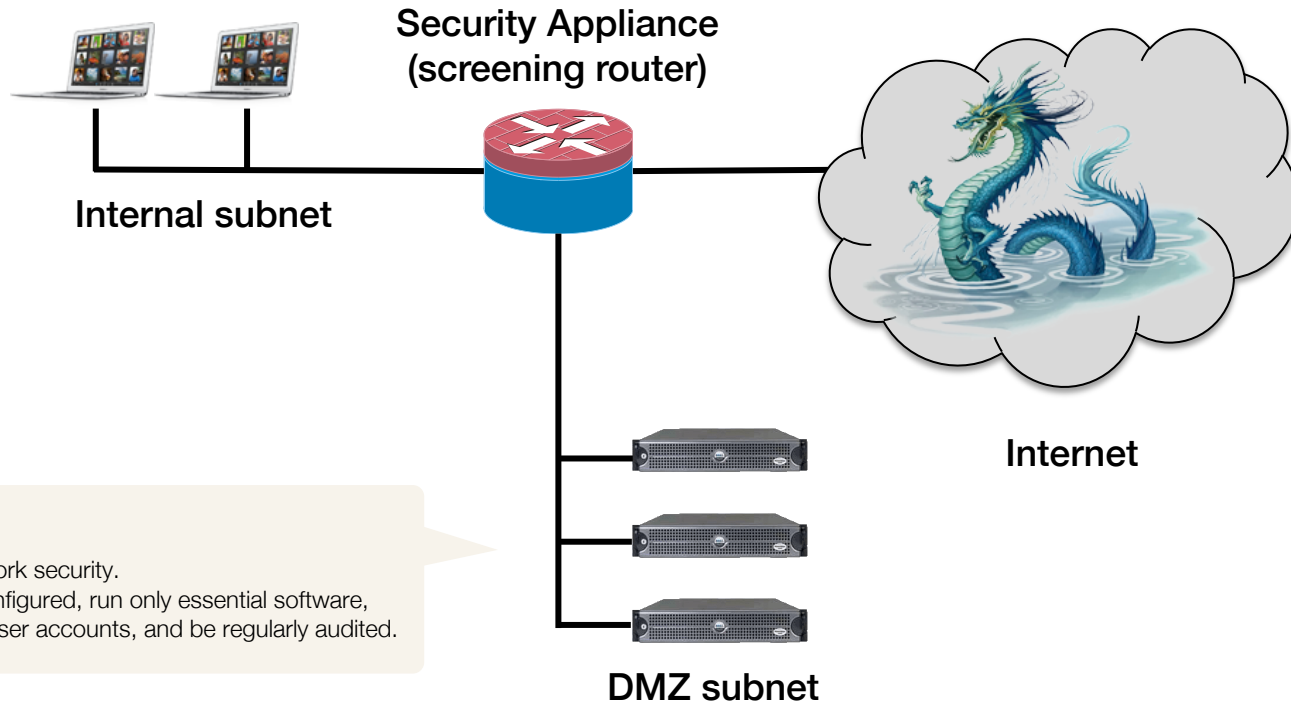 Security Appliance
(screening router)
Internal subnet
Internet
work security.
nfigured, run only essential software,
ser accounts, and be regularly audited.
DMZ subnet